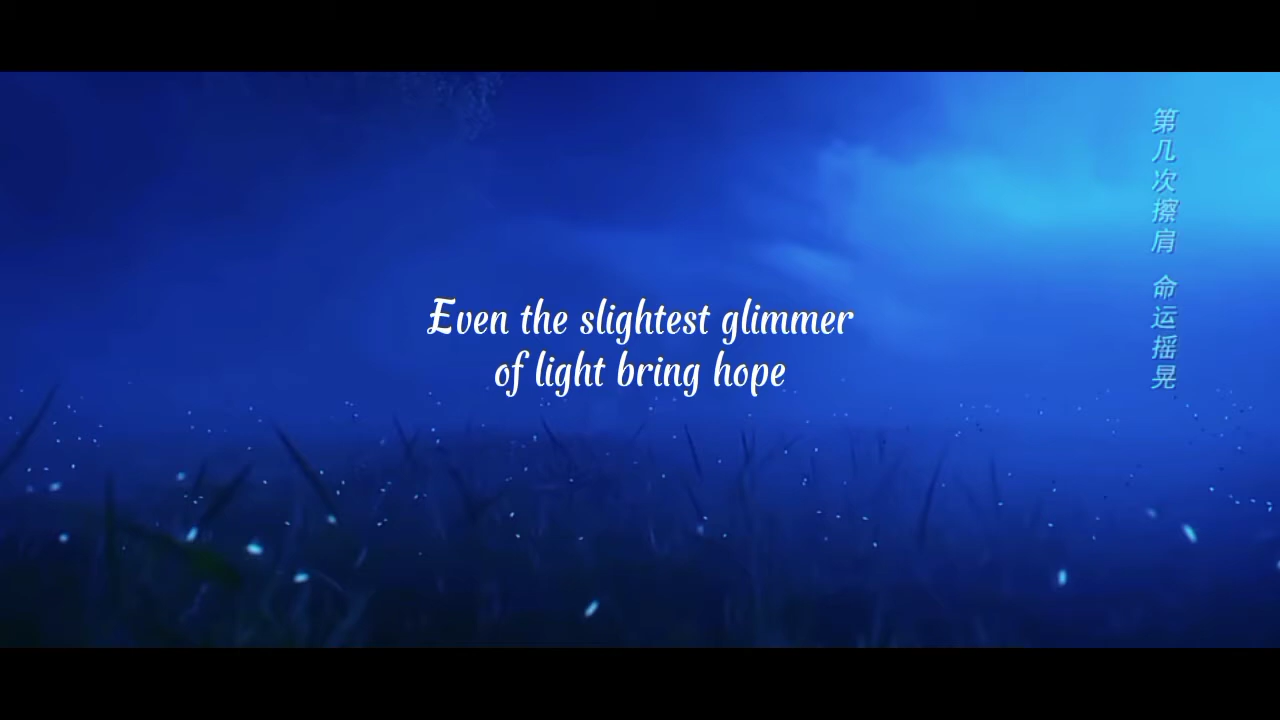 Even the slightest glimmer
of light bring hope
第几次擦肩 命运摇晃